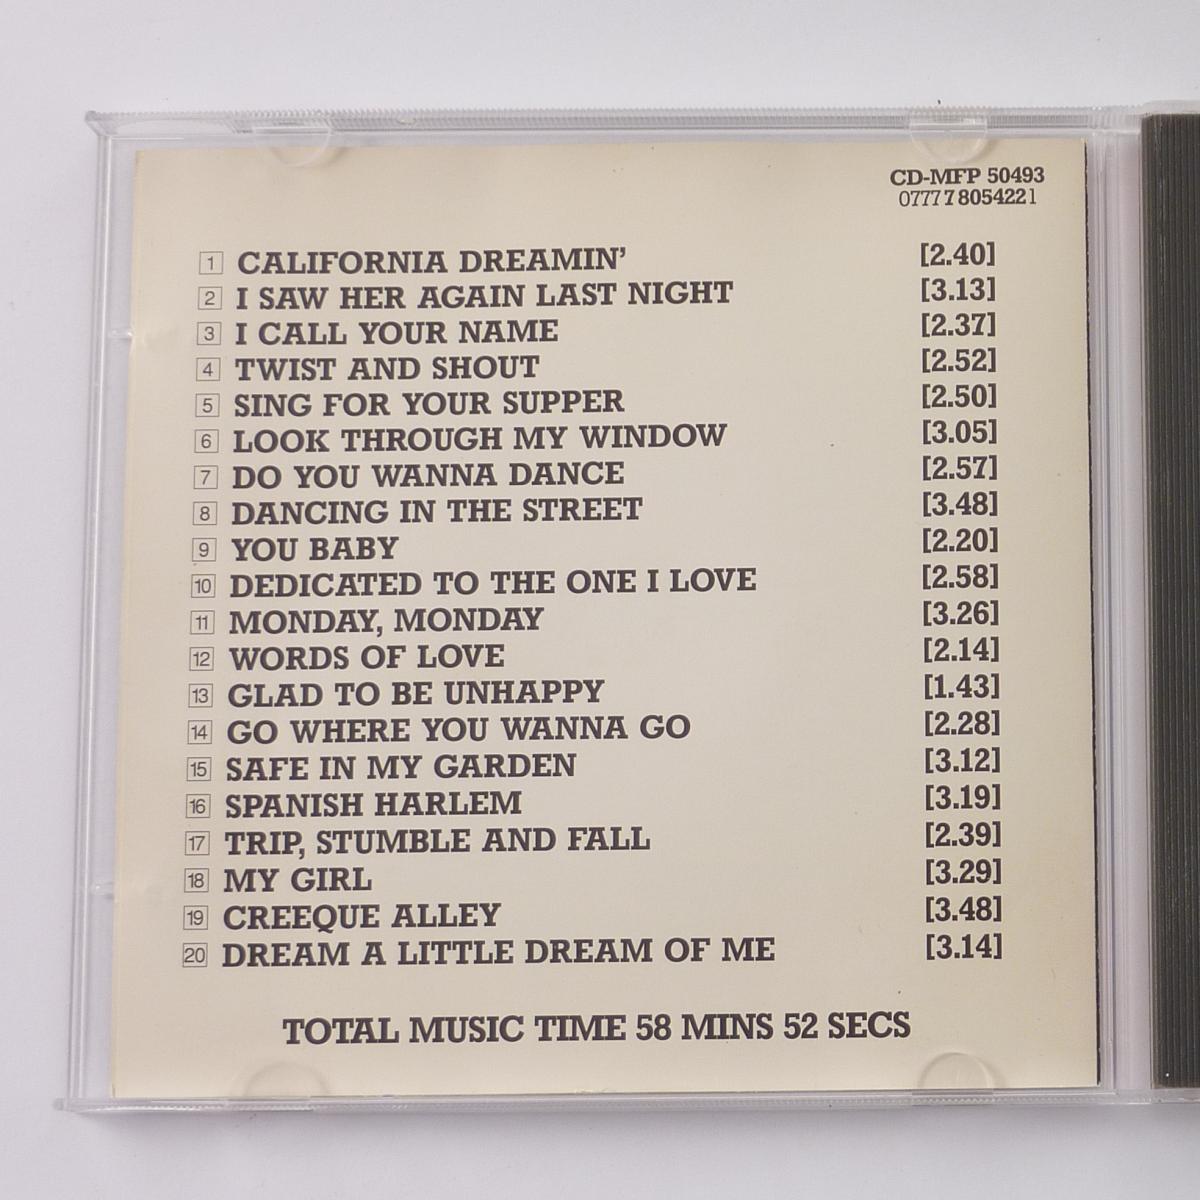 CD-MFP 50493
0777 7 805422 1
1 CALIFORNIA DREAMIN' [2.40]
2 I SAW HER AGAIN LAST NIGHT [3.13]
3 I CALL YOUR NAME [2.37]
4 TWIST AND SHOUT [2.52]
5 SING FOR YOUR SUPPER [2.50]
6 LOOK THROUGH MY WINDOW [3.05]
7 DO YOU WANNA DANCE [2.57]
8 DANCING IN THE STREET [3.48]
9 YOU BABY [2.20]
10 DEDICATED TO THE ONE I LOVE [2.58]
11 MONDAY, MONDAY [3.26]
12 WORDS OF LOVE [2.14]
13 GLAD TO BE UNHAPPY [1.43]
14 GO WHERE YOU WANNA GO [2.28]
15 SAFE IN MY GARDEN [3.12]
16 SPANISH HARLEM [3.19]
17 TRIP, STUMBLE AND FALL [2.39]
18 MY GIRL [3.29]
19 CREEQUE ALLEY [3.48]
20 DREAM A LITTLE DREAM OF ME [3.14]
TOTAL MUSIC TIME 58 MINS 52 SECS